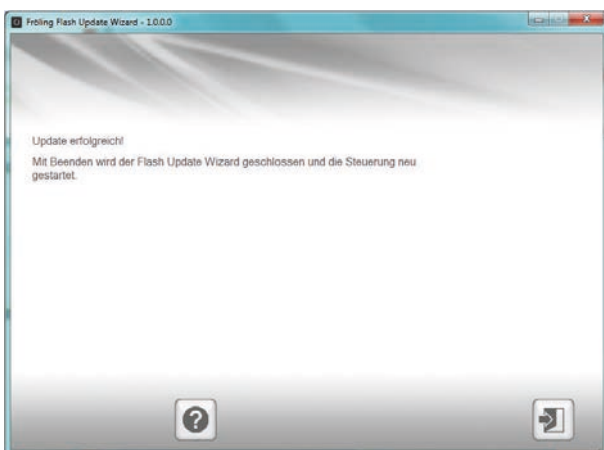 Fröling Flash Update Wizard - 1.0.0.0
Update erfolgreich!
Mit Beenden wird der Flash Update Wizard geschlossen und die Steuerung neu
gestartet.
?